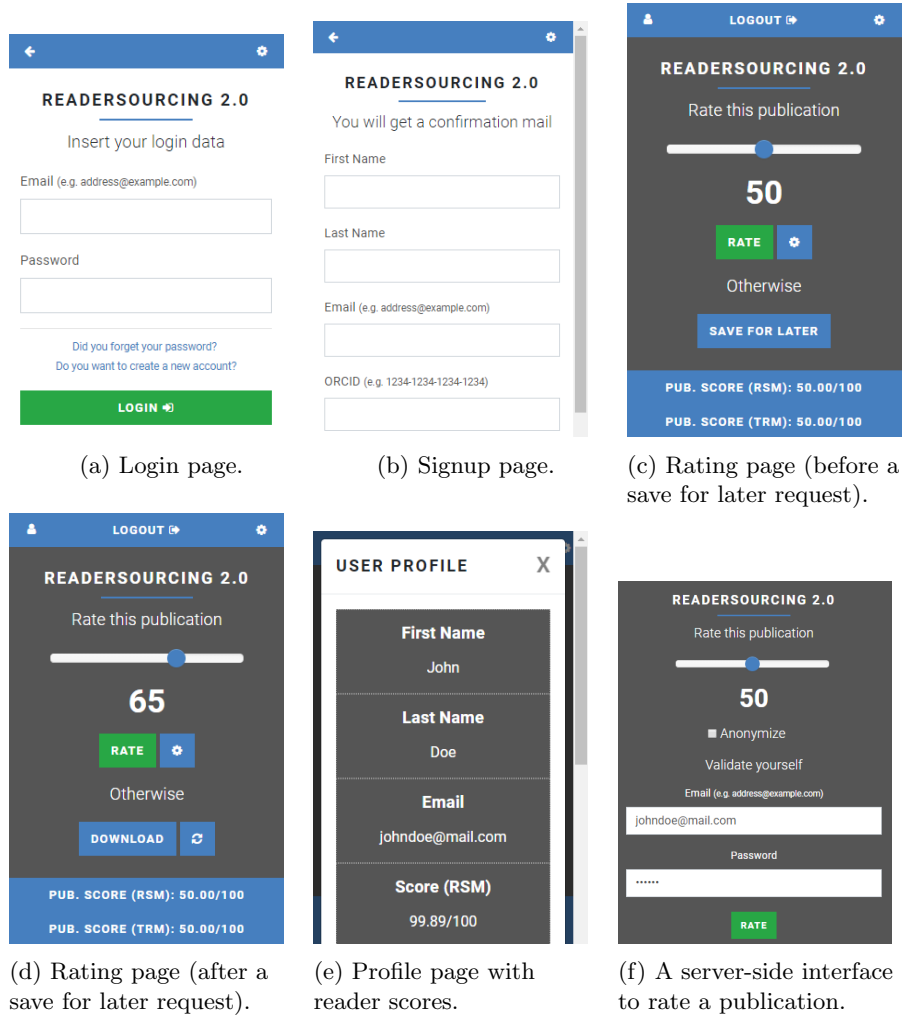 READERSOURCING 2.0
Insert your login data
Email (e.g. address@example.com)
Password
Did you forget your password?
Do you want to create a new account?
LOGIN
(a) Login page.
READERSOURCING 2.0
You will get a confirmation mail
First Name
Last Name
Email (e.g. address@example.com)
ORCID (e.g. 1234-1234-1234-1234)
(b) Signup page.
LOGOUT
READERSOURCING 2.0
Rate this publication
50
RATE
Otherwise
SAVE FOR LATER
PUB. SCORE (RSM): 50.00/100
PUB. SCORE (TRM): 50.00/100
(c) Rating page (before a
save for later request).
LOGOUT
READERSOURCING 2.0
Rate this publication
65
RATE
Otherwise
DOWNLOAD
PUB. SCORE (RSM): 50.00/100
PUB. SCORE (TRM): 50.00/100
(d) Rating page (after a
save for later request).
USER PROFILE X
First Name
John
Last Name
Doe
Email
johndoe@mail.com
Score (RSM)
99.89/100
(e) Profile page with
reader scores.
READERSOURCING 2.0
Rate this publication
50
Anonymize
Validate yourself
Email (e.g. address@example.com)
johndoe@mail.com
Password
••••••
RATE
(f) A server-side interface
to rate a publication.